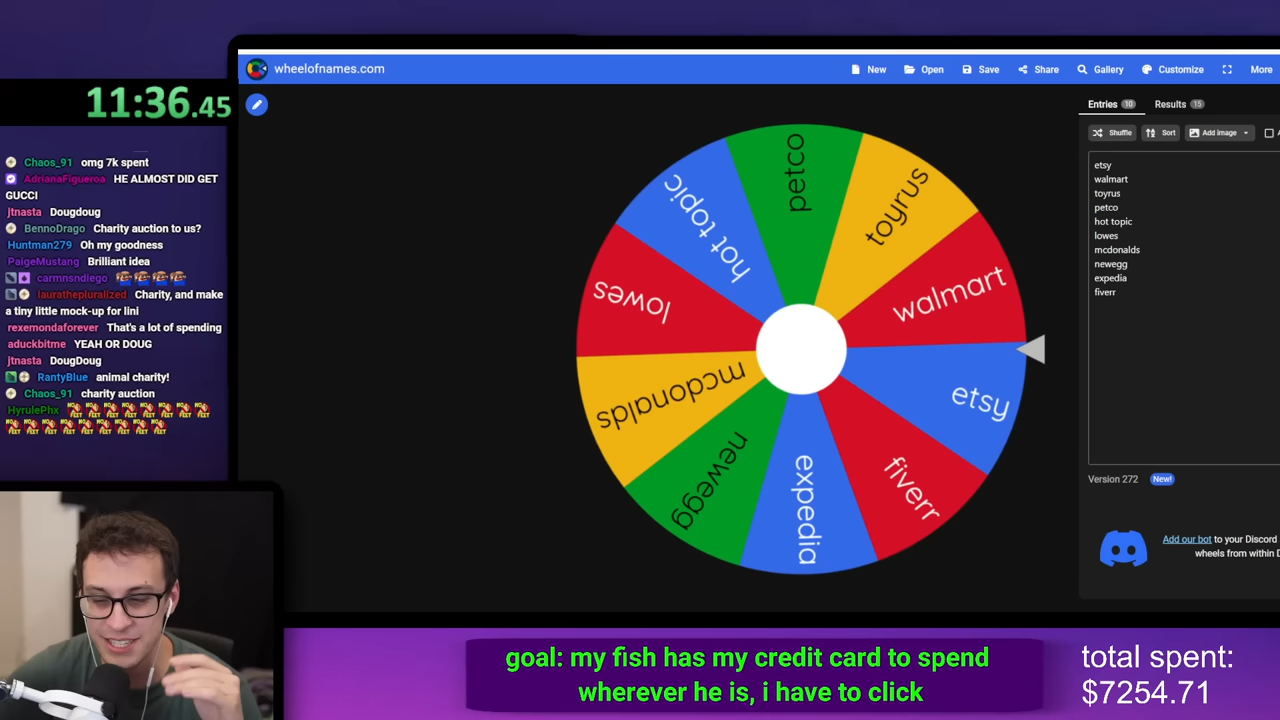 wheelofnames.com
New
Open
Save
Share
Gallery
Customize
More
11:36.45
Chaos_91 omg 7k spent
AdrianaFigueroa HE ALMOST DID GET
GUCCI
jtnasta Dougdoug
BennoDrago Charity auction to us?
Huntman279 Oh my goodness
PaigeMustang Brilliant idea
carmnsndiego
laurathepluralized Charity, and make
a tiny little mock-up for lini
rexemondaforever That's a lot of spending
aduckbitme YEAH OR DOUG
jtnasta DougDoug
RantyBlue animal charity!
Chaos_91 charity auction
HyrulePhx
petco
toyrus
walmart
etsy
fiverr
expedia
newegg
mcdonalds
lowes
hot topic
Entries 10
Results 15
Shuffle
Sort
Add image
etsy
walmart
toyrus
petco
hot topic
lowes
mcdonalds
newegg
expedia
fiverr
Version 272 New!
Add our bot to your Discord
wheels from within
goal: my fish has my credit card to spend
wherever he is, i have to click
total spent:
$7254.71